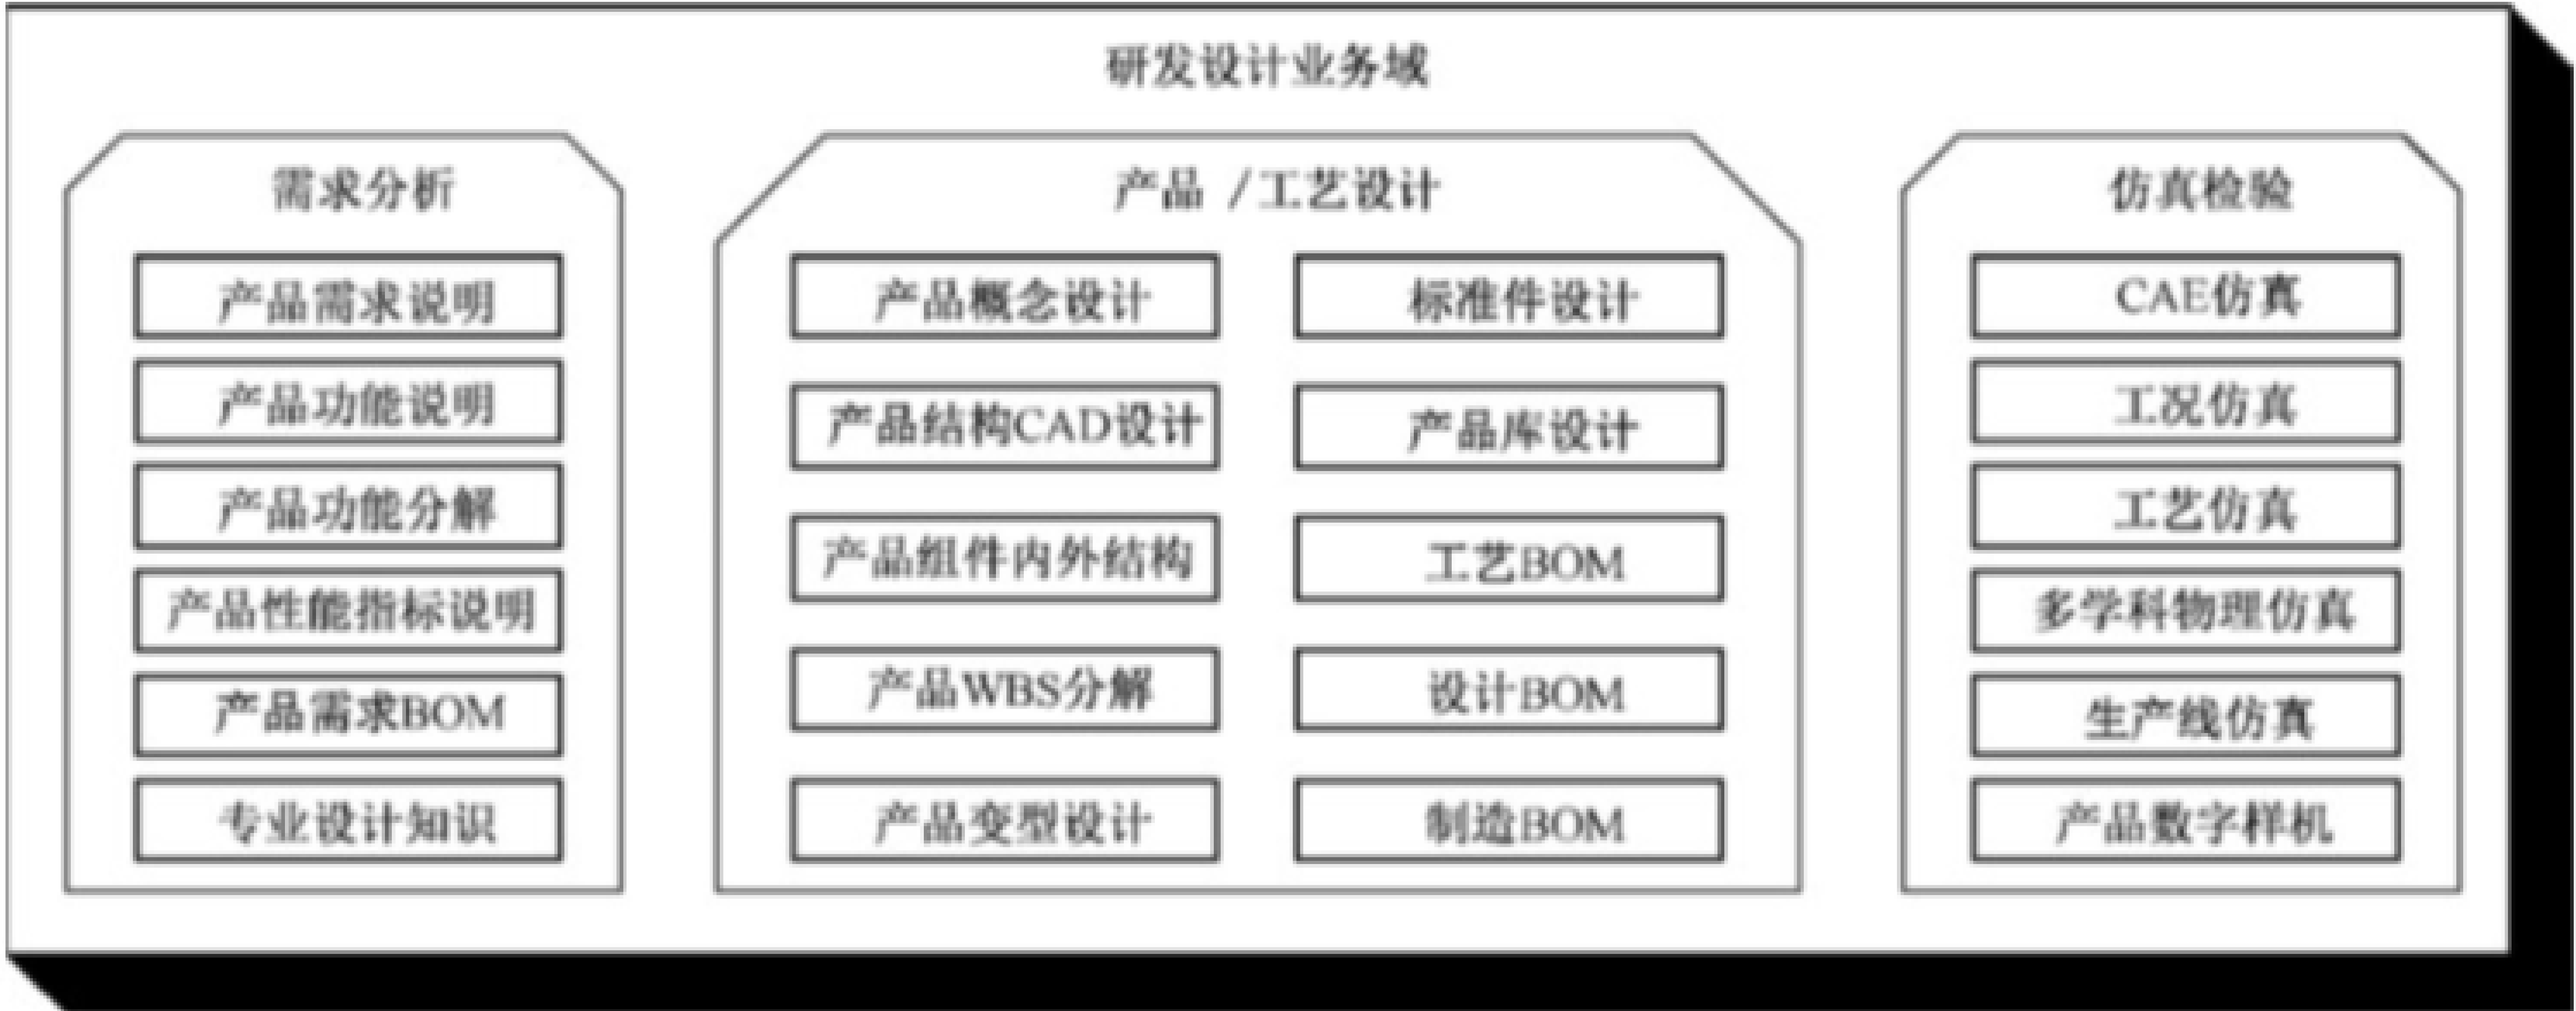 研发设计业务域
需求分析
产品需求说明
产品功能说明
产品功能分解
产品性能指标说明
产品需求BOM
专业设计知识
产品 /工艺设计
产品概念设计
标准件设计
产品结构CAD设计
产品库设计
产品组件内外结构
工艺BOM
产品WBS分解
设计BOM
产品变型设计
制造BOM
仿真检验
CAE仿真
工况仿真
工艺仿真
多学科物理仿真
生产线仿真
产品数字样机